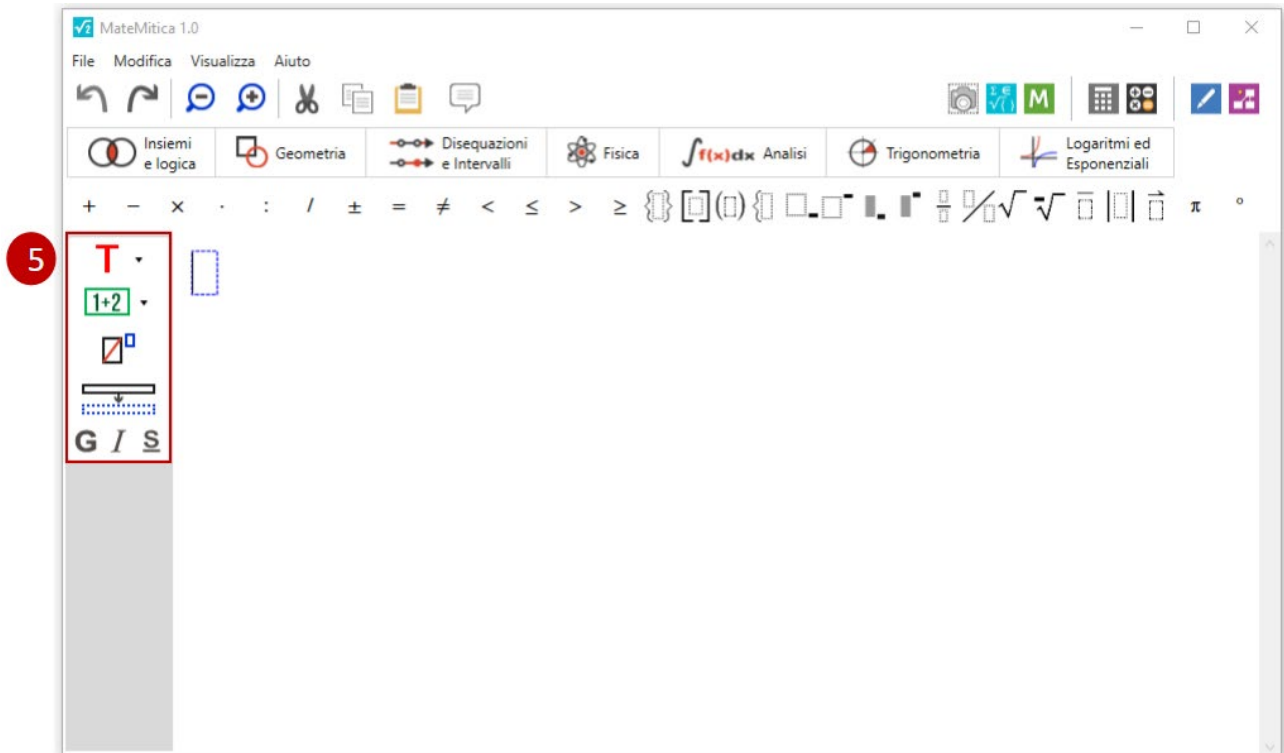 MateMitica 1.0
File Modifica Visualizza Aiuto
M
Insiemi e logica
Geometria
Disequazioni e Intervalli
Fisica
∫f(x)dx Analisi
Trigonometria
Logaritmi ed Esponenziali
+ − × · : / ± = ≠ < ≤ > ≥ π °
5
T
1+2
G I S